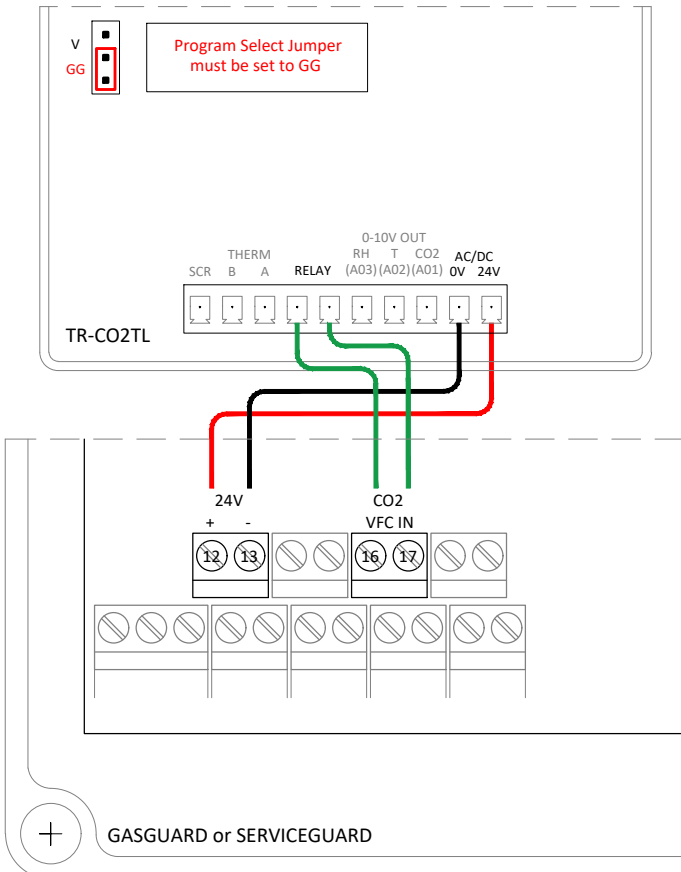 V
GG
Program Select Jumper
must be set to GG
0-10V OUT
THERM RH T CO2 AC/DC
SCR B A RELAY (A03) (A02) (A01) 0V 24V
TR-CO2TL
24V CO2
+ - VFC IN
12 13 16 17
GASGUARD or SERVICEGUARD